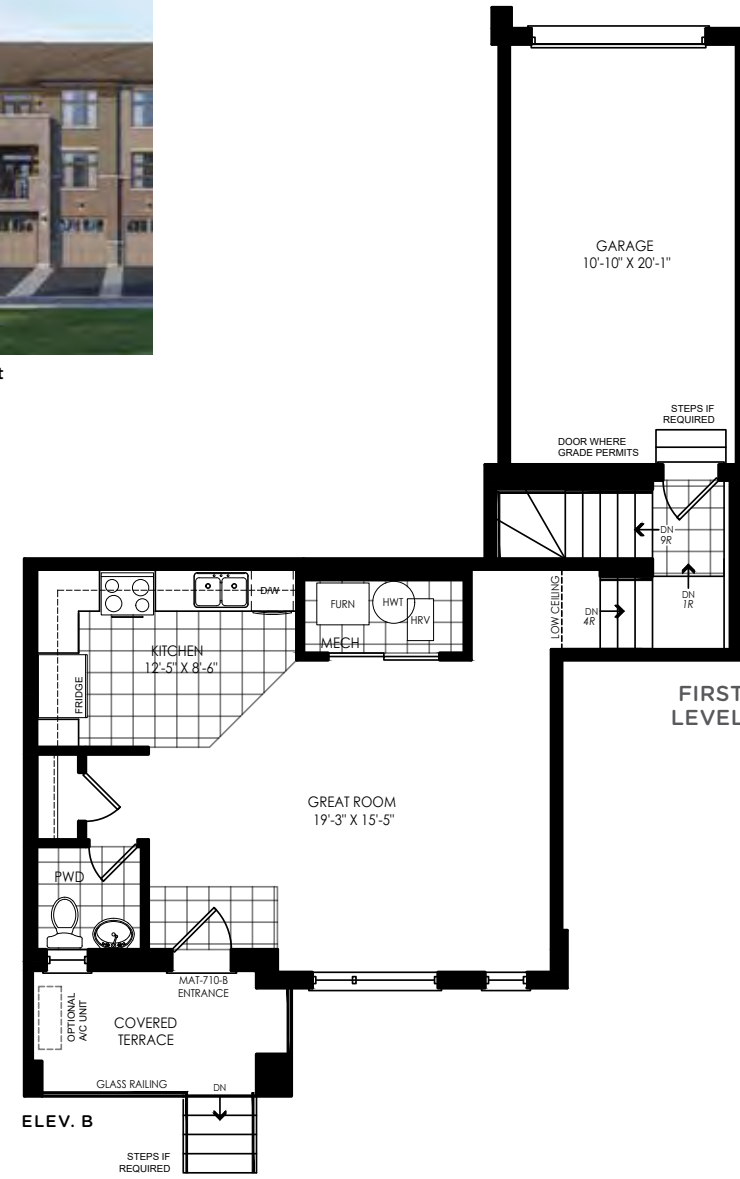 t
GARAGE
10'-10" X 20'-1"
STEPS IF
REQUIRED
DOOR WHERE
GRADE PERMITS
DN
9R
DN
1R
DN
4R
LOW CEILING
FURN
HWT
HRV
MECH
D/W
KITCHEN
12'-5" X 8'-6"
FRIDGE
FIRST
LEVEL
GREAT ROOM
19'-3" X 15'-5"
PWD
MAT-710-B
ENTRANCE
OPTIONAL
A/C UNIT
COVERED
TERRACE
GLASS RAILING
DN
ELEV. B
STEPS IF
REQUIRED